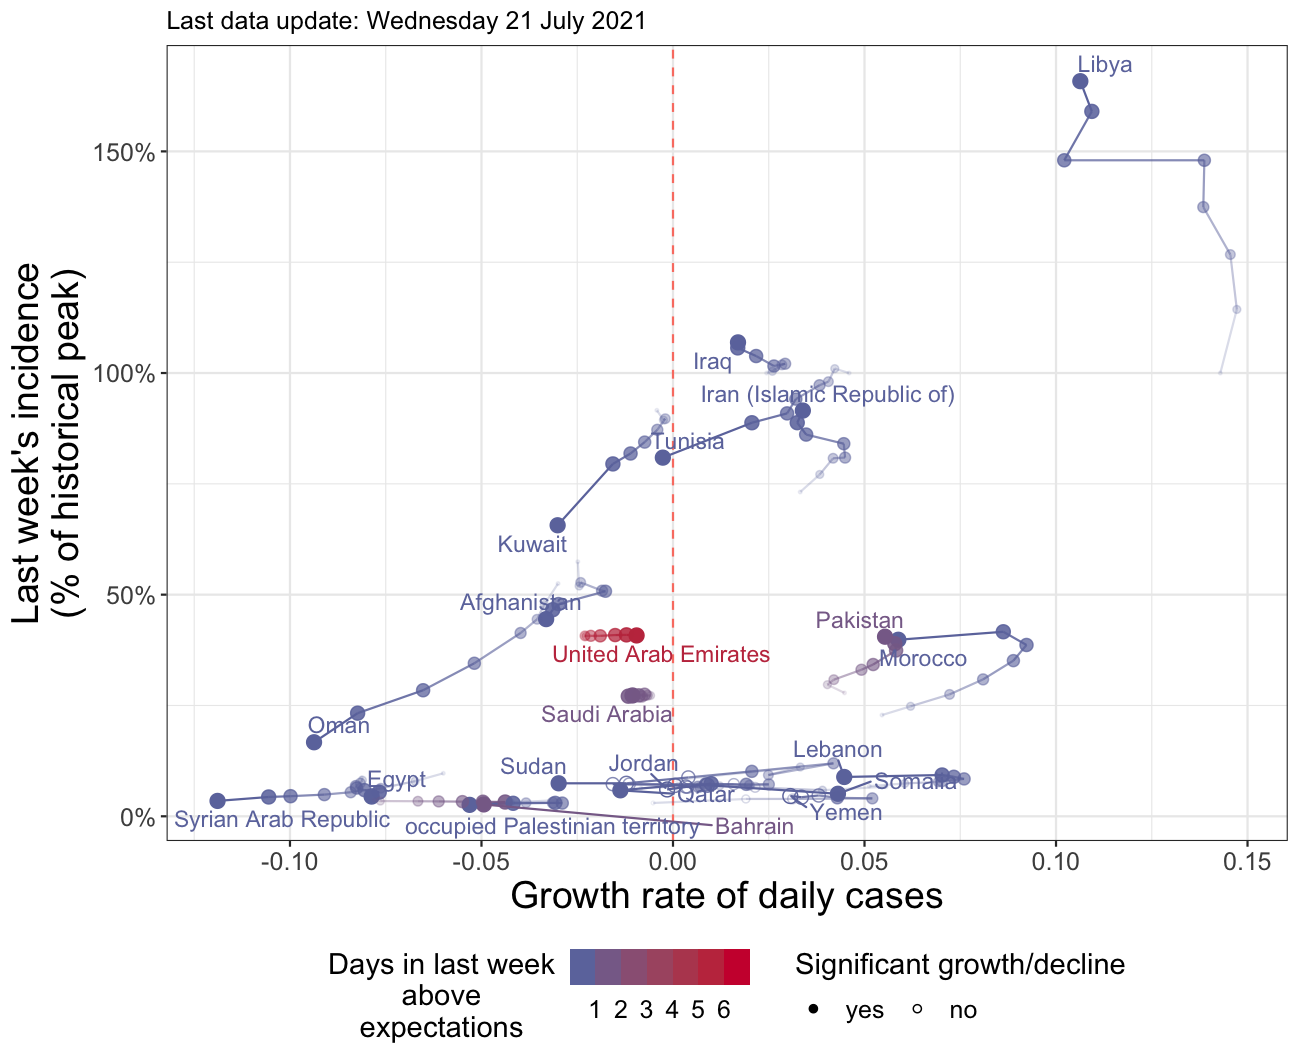 Last data update: Wednesday 21 July 2021
Last week's incidence
(% of historical peak)
150%
100%
50%
0%
Libya
Iraq
Iran (Islamic Republic of)
Tunisia
Kuwait
Afghanistan
Pakistan
United Arab Emirates
Morocco
Saudi Arabia
Oman
Lebanon
Sudan
Jordan
Egypt
Somalia
Qatar
Yemen
Syrian Arab Republic
occupied Palestinian territory
Bahrain
-0.10
-0.05
0.00
0.05
0.10
0.15
Growth rate of daily cases
Days in last week
above
expectations
1 2 3 4 5 6
Significant growth/decline
yes
no